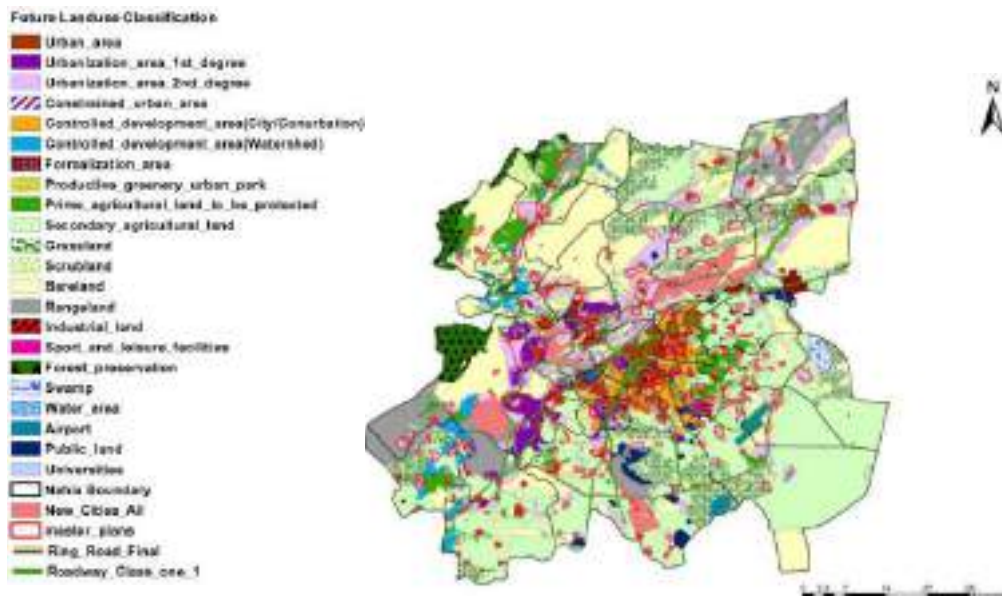 Future Landuse Classification
Urban_area
Urbanization_area_1st_degree
Urbanization_area_2nd_degree
Constrained_urban_area
Controlled_development_area(City/Conurbation)
Controlled_development_area(Watershed)
Formalization_area
Productive_greenery_urban_park
Prime_agricultural_land_to_be_protected
Secondary_agricultural_land
Grassland
Scrubland
Bareland
Rangeland
Industrial_land
Sport_and_leisure_facilities
Forest_preservation
Swamp
Water_area
Airport
Public_land
Universities
Nahia Boundary
New_Cities_All
master_plans
Ring_Road_Final
Roadway_Class_one_1
N